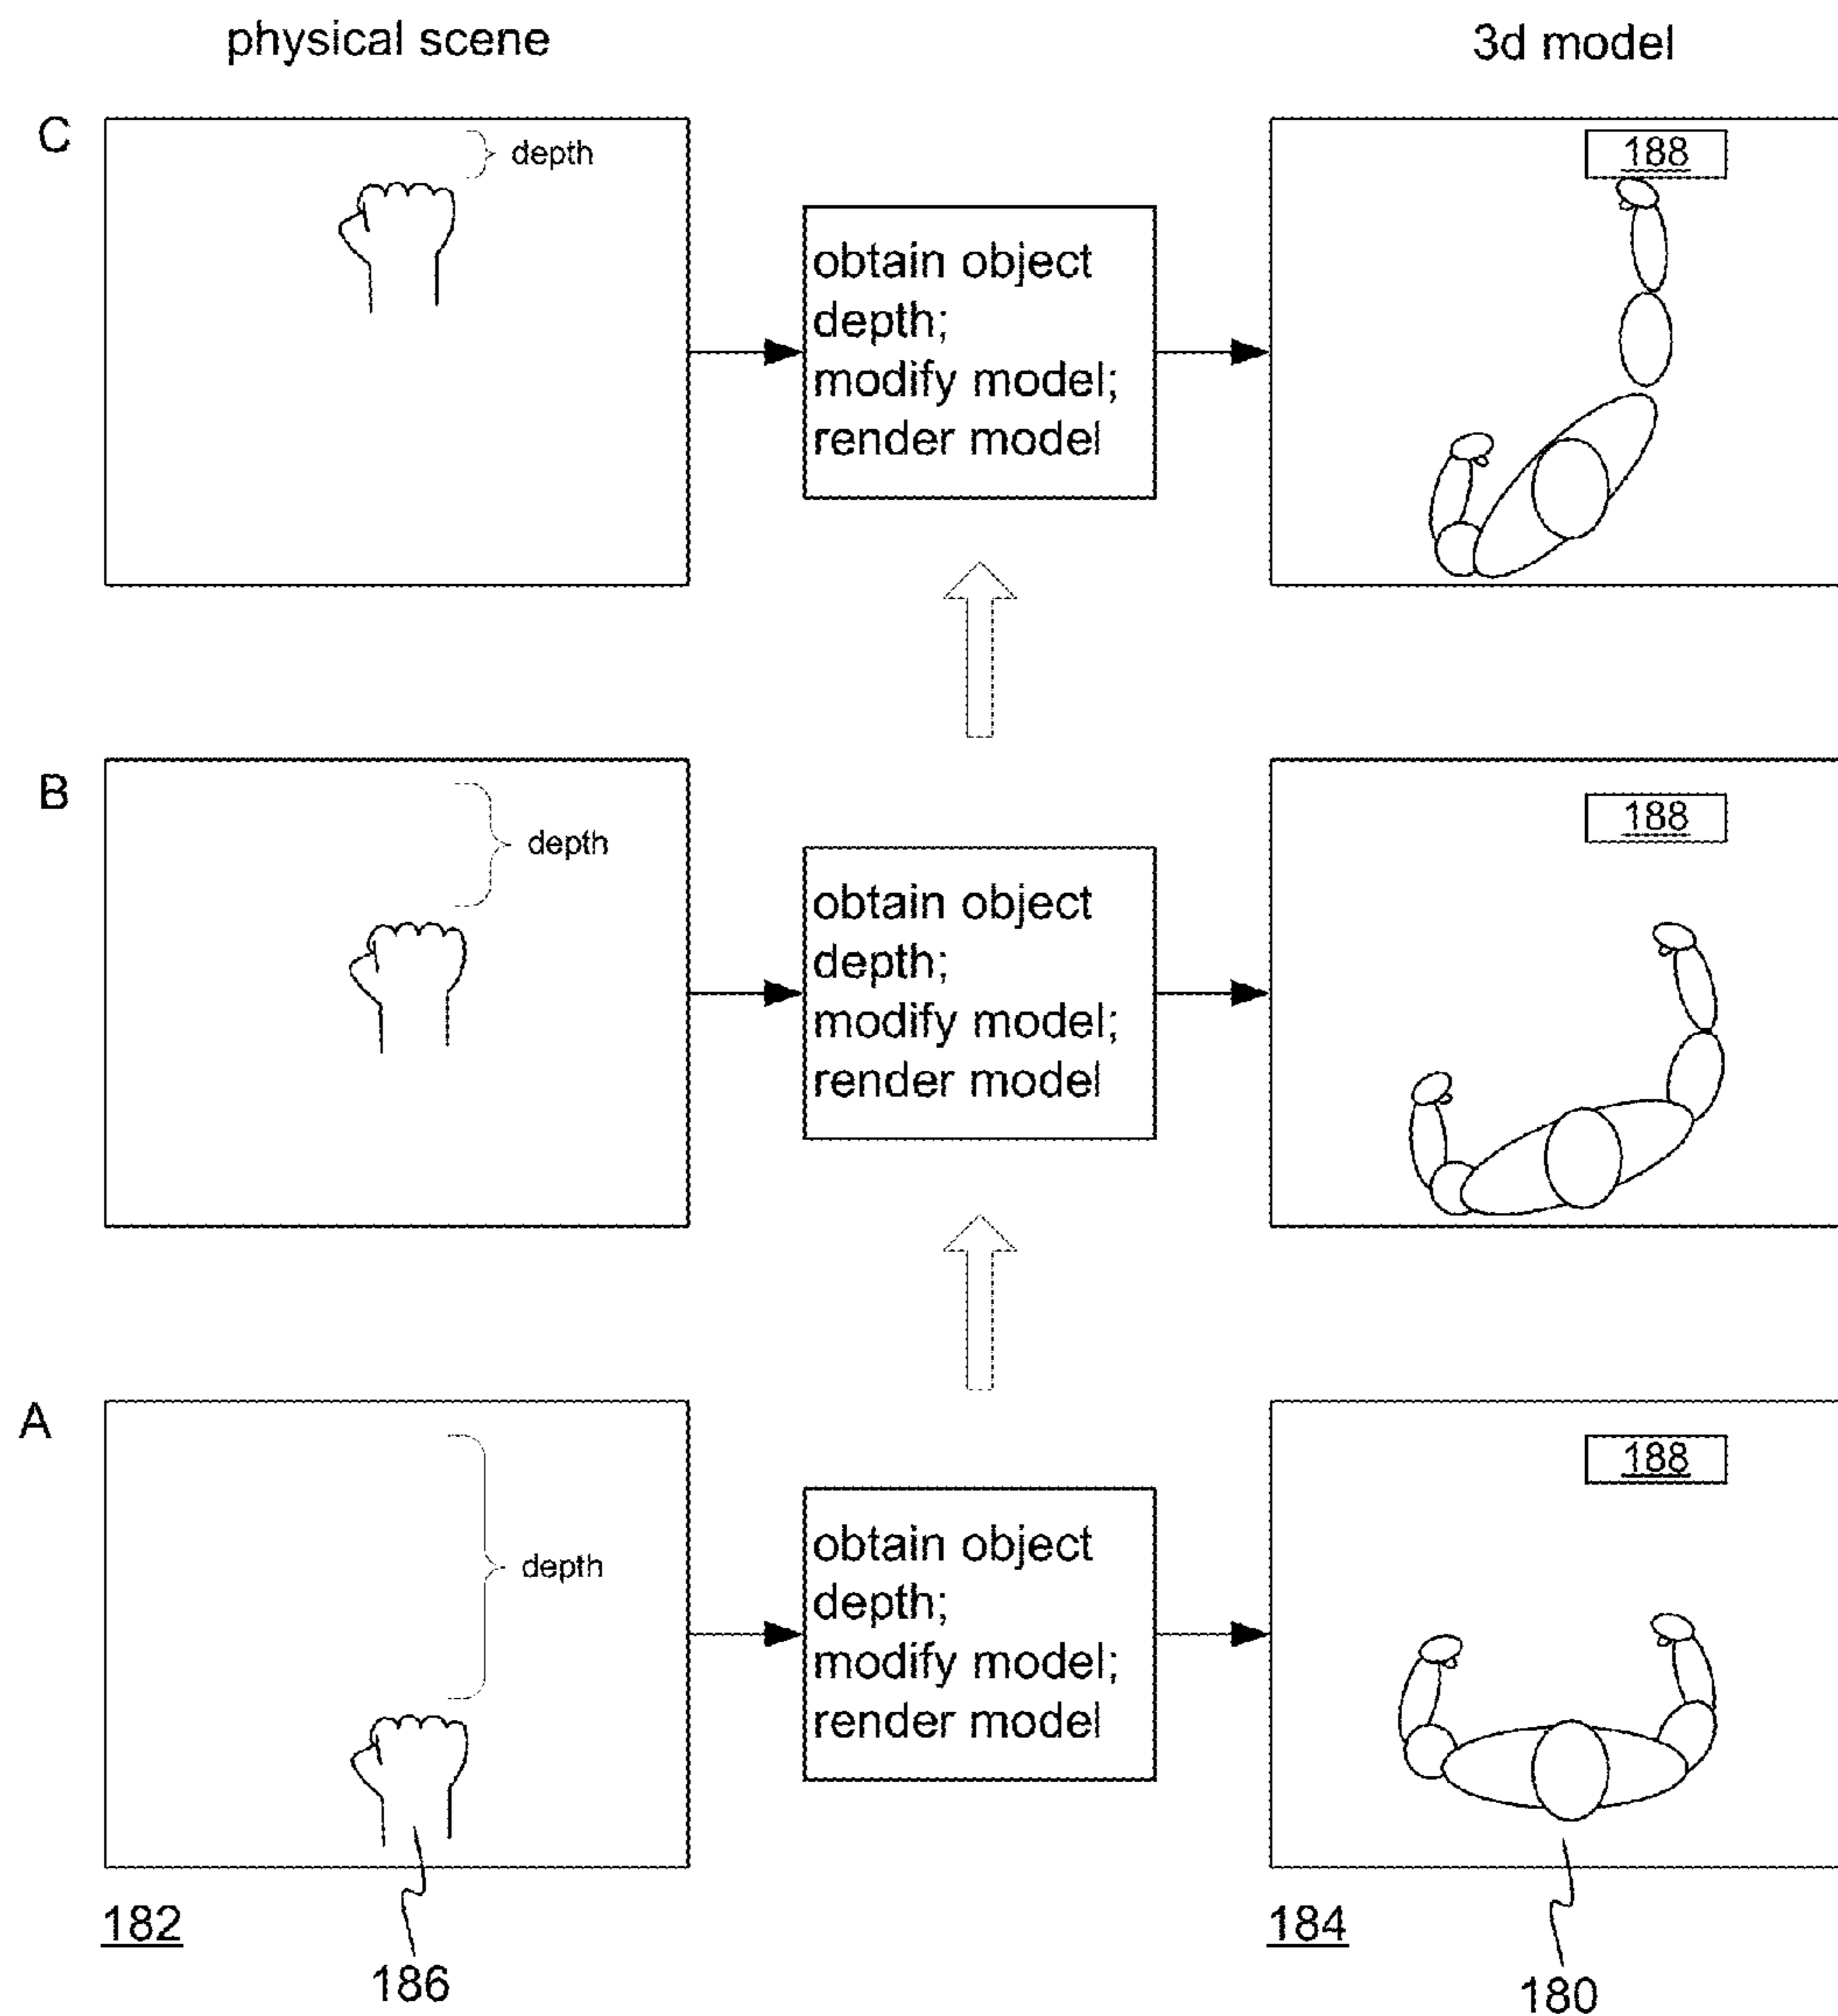 physical scene
3d model
C
depth
188
obtain object
depth;
modify model;
render model
B
depth
188
obtain object
depth;
modify model;
render model
A
depth
188
obtain object
depth;
modify model;
render model
182
184
186
180